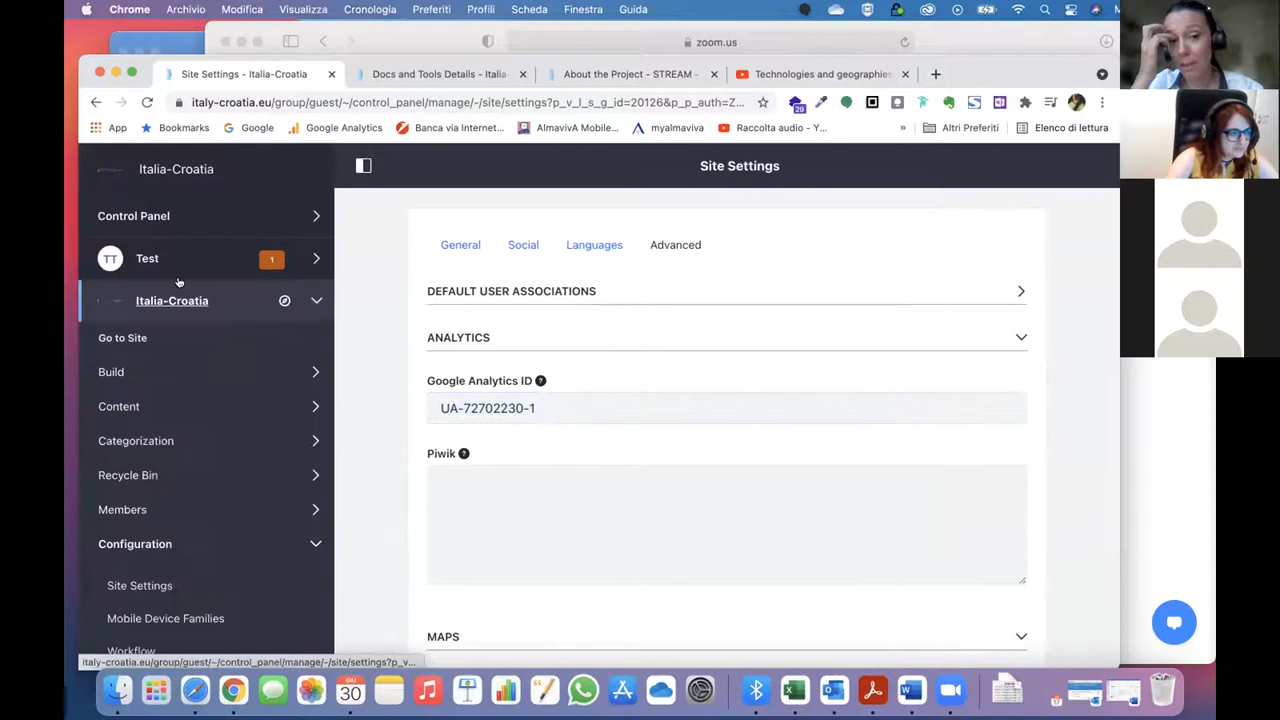 Chrome Archivio Modifica Visualizza Cronologia Preferiti Profili Scheda Finestra Guida
zoom.us
Site Settings - Italia-Croatia
Docs and Tools Details - Italia-
About the Project - STREAM -
Technologies and geographies
italy-croatia.eu/group/guest/~/control_panel/manage/-/site/settings?p_v_l_s_g_id=20126&p_p_auth=Z...
29
App Bookmarks Google Google Analytics Banca via Internet... AlmavivA Mobile... myalmaviva Raccolta audio - Y... » Altri Preferiti Elenco di lettura
Italia-Croatia
Site Settings
Control Panel
TT Test 1
Italia-Croatia
Go to Site
Build
Content
Categorization
Recycle Bin
Members
Configuration
Site Settings
Mobile Device Families
Workflow
General Social Languages Advanced
DEFAULT USER ASSOCIATIONS
ANALYTICS
Google Analytics ID
UA-72702230-1
Piwik
MAPS
italy-croatia.eu/group/guest/~/control_panel/manage/-/site/settings?p_v...
30